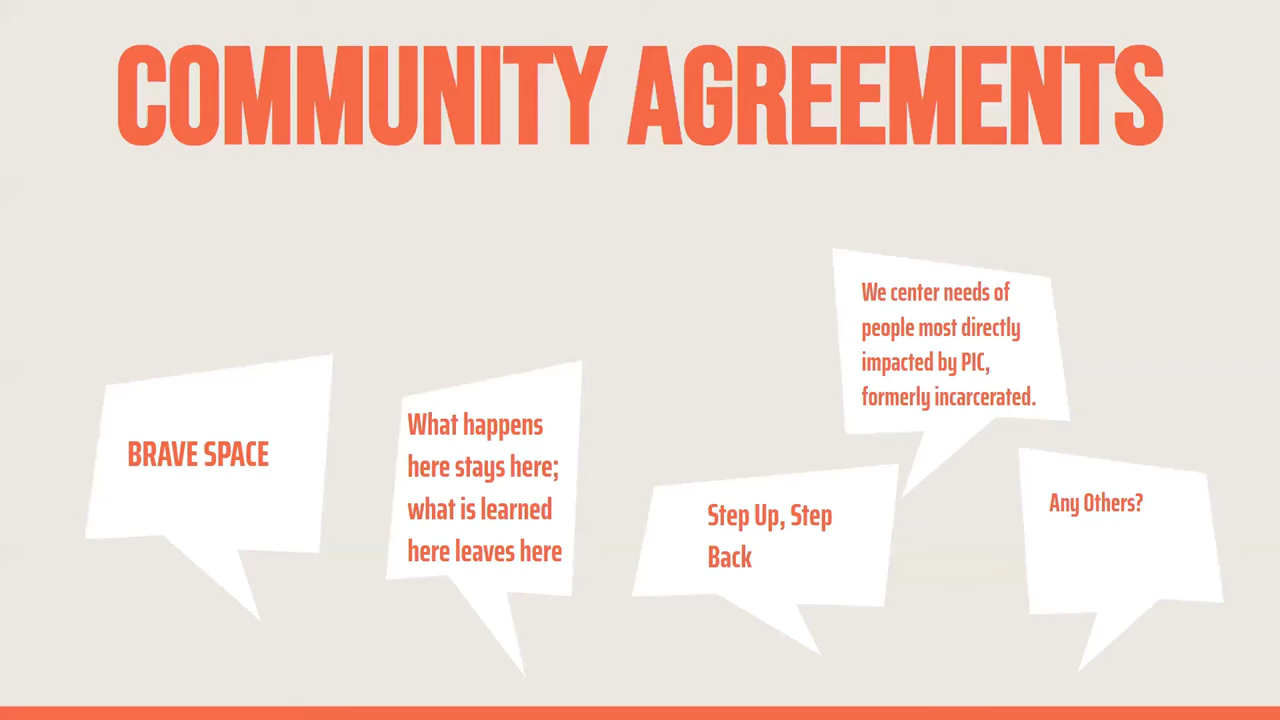 COMMUNITY AGREEMENTS
BRAVE SPACE
What happens
here stays here;
what is learned
here leaves here
Step Up, Step
Back
We center needs of
people most directly
impacted by PIC,
formerly incarcerated.
Any Others?